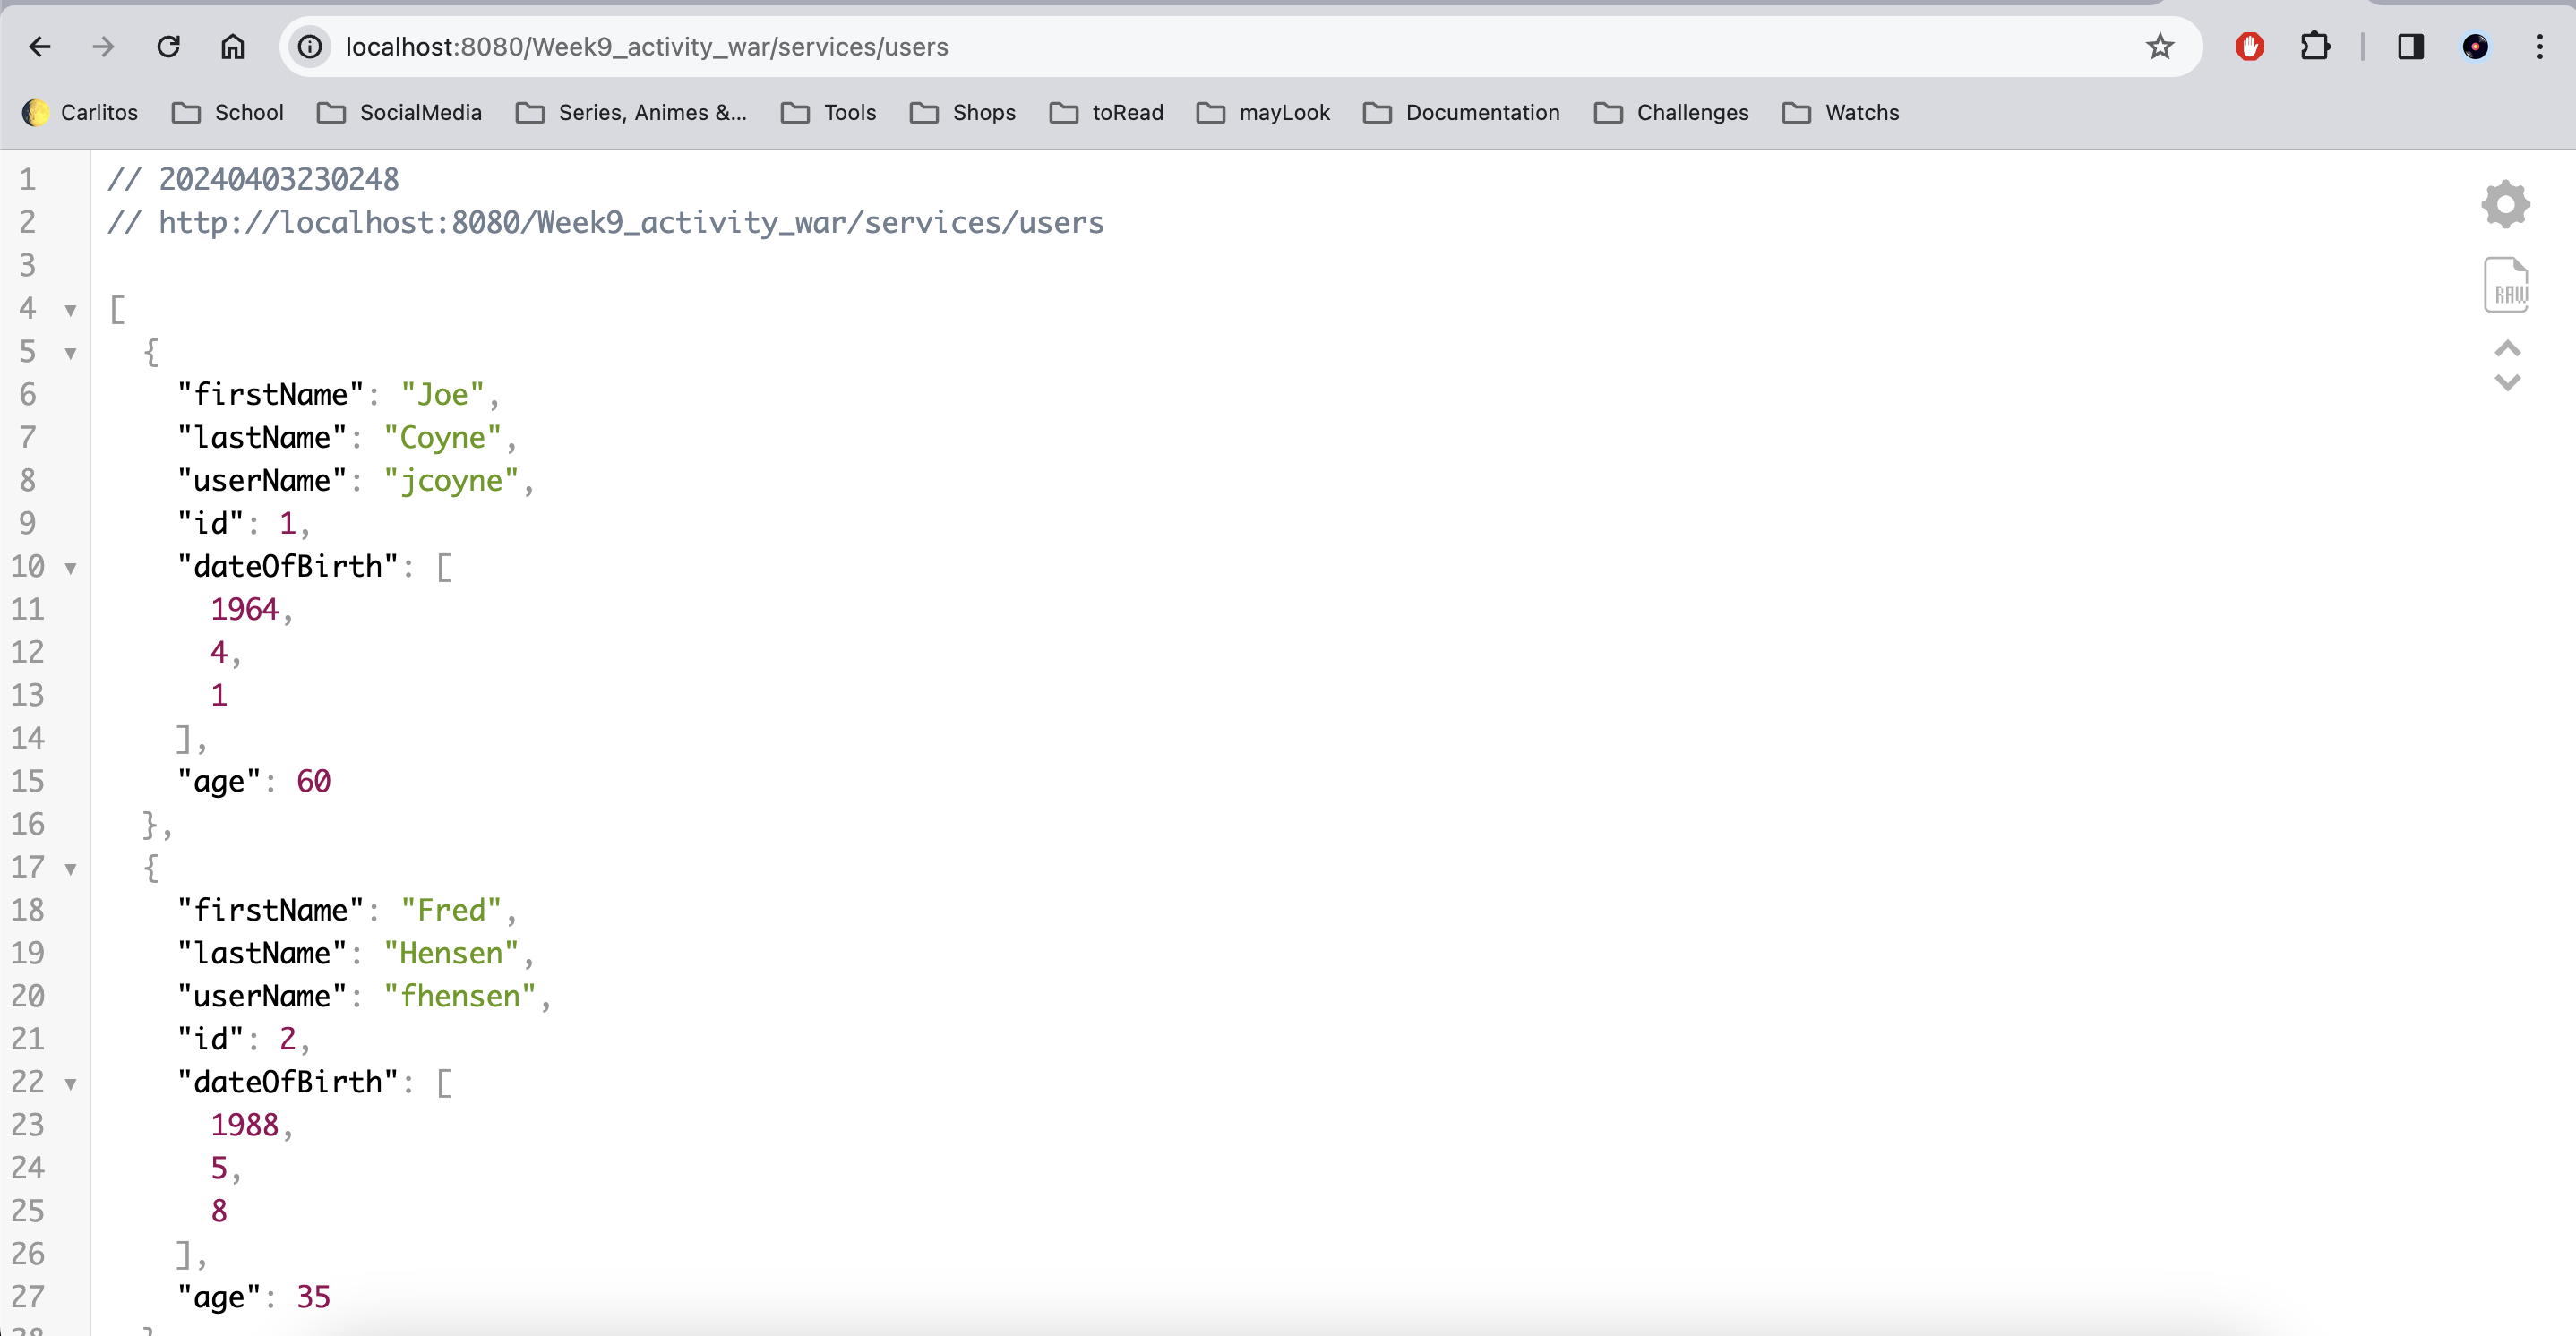 localhost:8080/Week9_activity_war/services/users
Carlitos School SocialMedia Series, Animes &... Tools Shops toRead mayLook Documentation Challenges Watchs
1 // 20240403230248
2 // http://localhost:8080/Week9_activity_war/services/users
3
4 [
5 {
6 "firstName": "Joe",
7 "lastName": "Coyne",
8 "userName": "jcoyne",
9 "id": 1,
10 "dateOfBirth": [
11 1964,
12 4,
13 1
14 ],
15 "age": 60
16 },
17 {
18 "firstName": "Fred",
19 "lastName": "Hensen",
20 "userName": "fhensen",
21 "id": 2,
22 "dateOfBirth": [
23 1988,
24 5,
25 8
26 ],
27 "age": 35
RAW